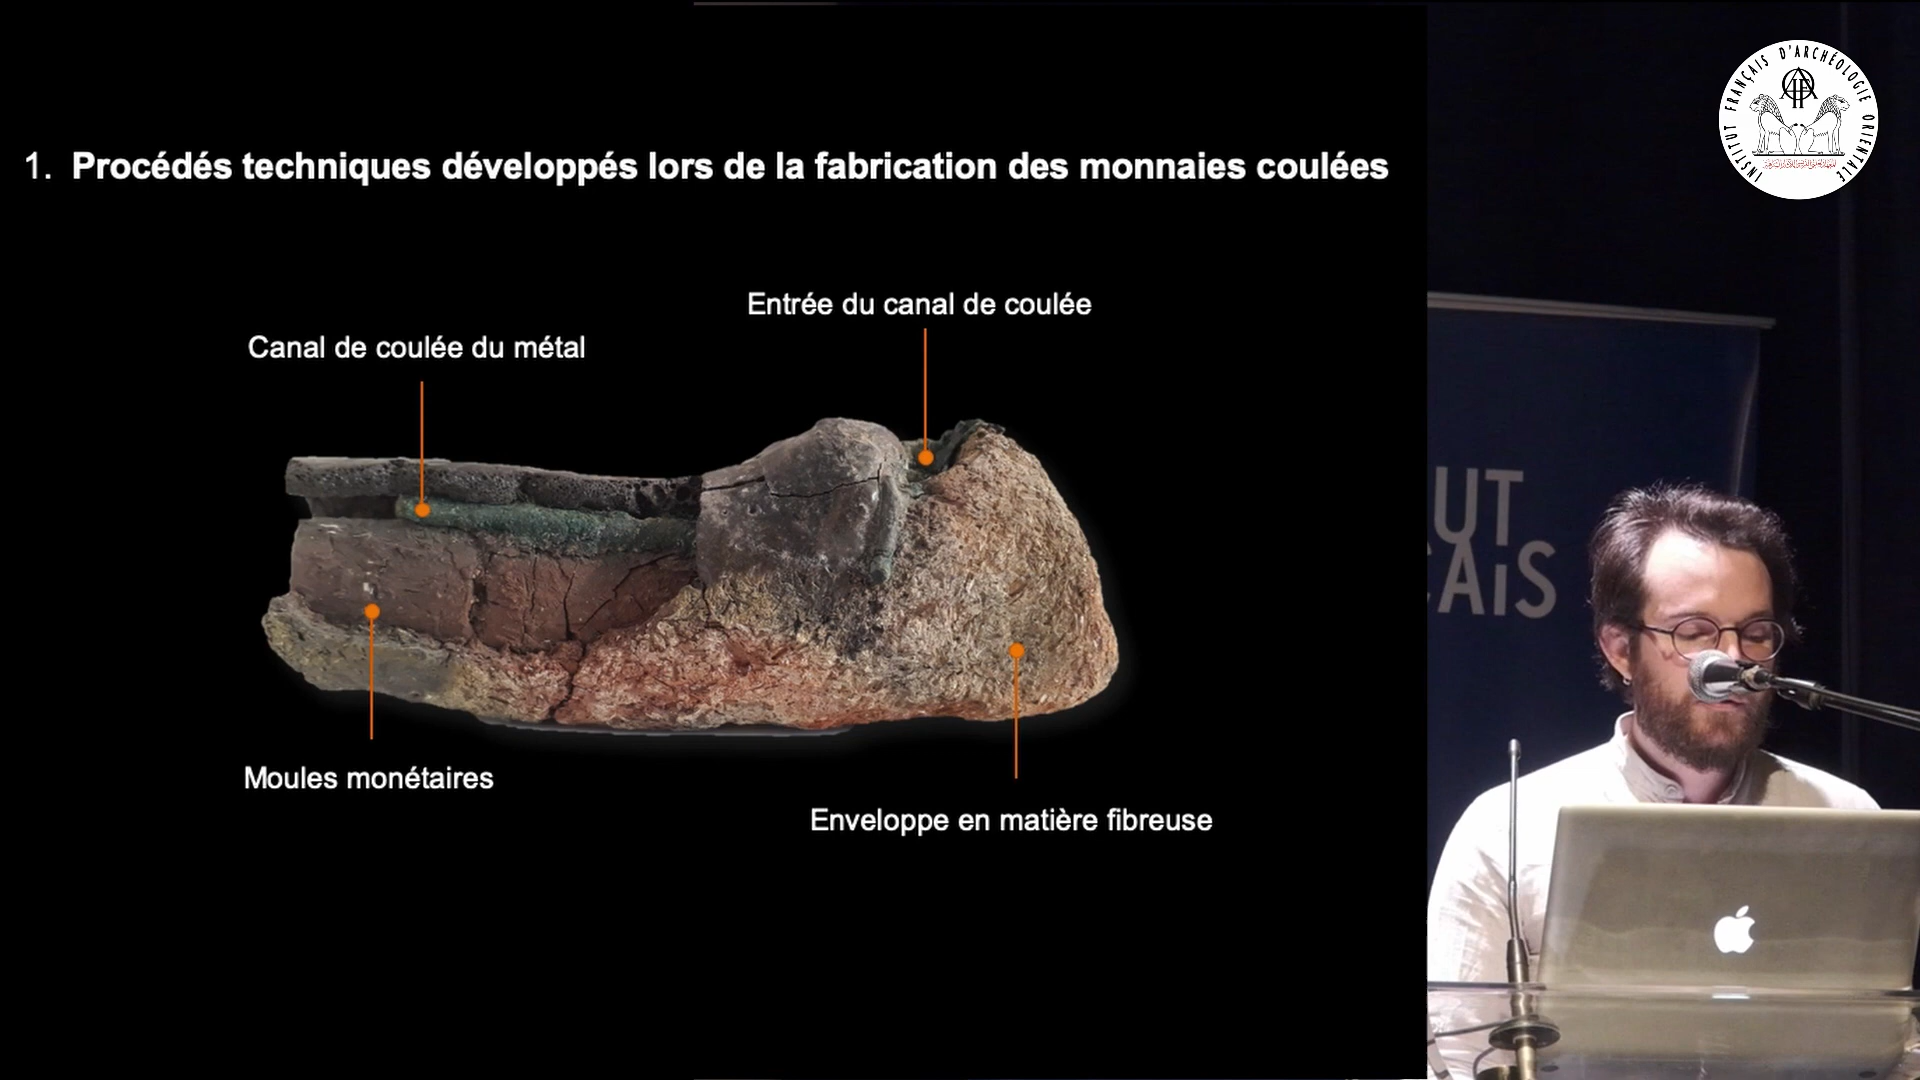 1. Procédés techniques développés lors de la fabrication des monnaies coulées
Entrée du canal de coulée
Canal de coulée du métal
Moules monétaires
Enveloppe en matière fibreuse
INSTITUT FRANÇAIS D'ARCHÉOLOGIE ORIENTALE
UT
ÇAIS